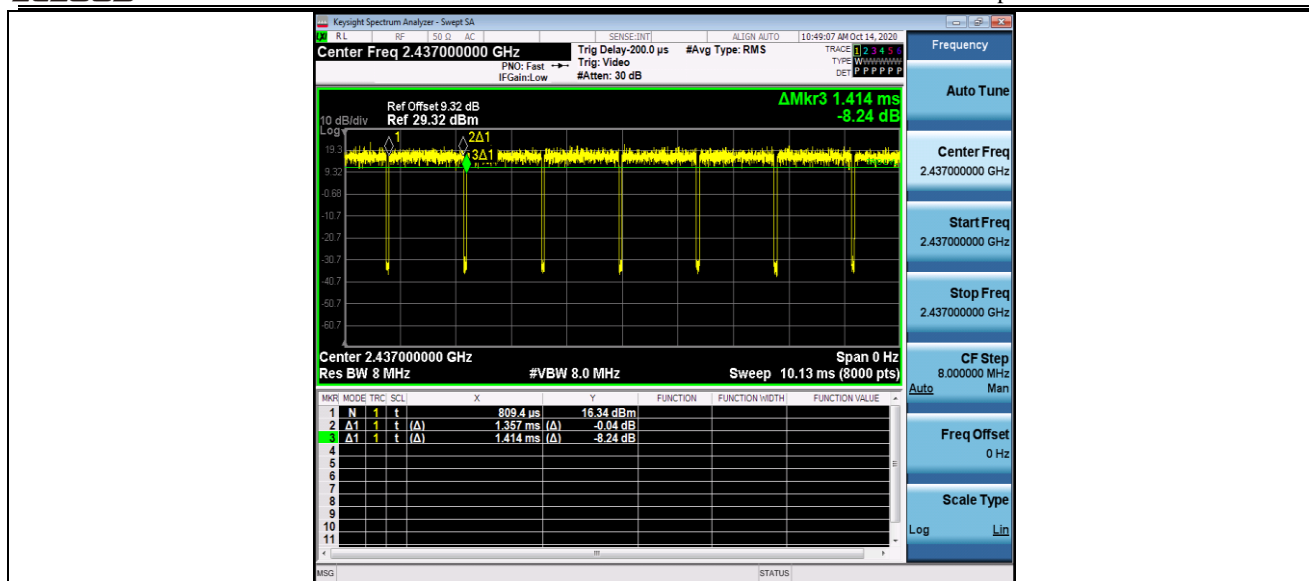 Keysight Spectrum Analyzer - Swept SA
RL RF 50 Ω AC SENSE:INT ALIGN AUTO 10:49:07 AM Oct 14, 2020
Center Freq 2.437000000 GHz
Trig Delay-200.0 µs #Avg Type: RMS
TRACE 1 2 3 4 5 6
PNO: Fast Trig: Video
TYPE WWWWWW
IFGain:Low #Atten: 30 dB
DET P P P P P P
ΔMkr3 1.414 ms
-8.24 dB
Ref Offset 9.32 dB
10 dB/div Ref 29.32 dBm
Log
1
2Δ1
3Δ1
19.3
9.32
-0.68
-10.7
-20.7
-30.7
-40.7
-50.7
-60.7
Center 2.437000000 GHz Span 0 Hz
Res BW 8 MHz #VBW 8.0 MHz Sweep 10.13 ms (8000 pts)
MKR MODE TRC SCL X Y FUNCTION FUNCTION WIDTH FUNCTION VALUE
1 N 1 t 809.4 µs 16.34 dBm
2 Δ1 1 t (Δ) 1.357 ms (Δ) -0.04 dB
3 Δ1 1 t (Δ) 1.414 ms (Δ) -8.24 dB
4
5
6
7
8
9
10
11
MSG STATUS
Frequency
Auto Tune
Center Freq
2.437000000 GHz
Start Freq
2.437000000 GHz
Stop Freq
2.437000000 GHz
CF Step
8.000000 MHz
Auto Man
Freq Offset
0 Hz
Scale Type
Log Lin